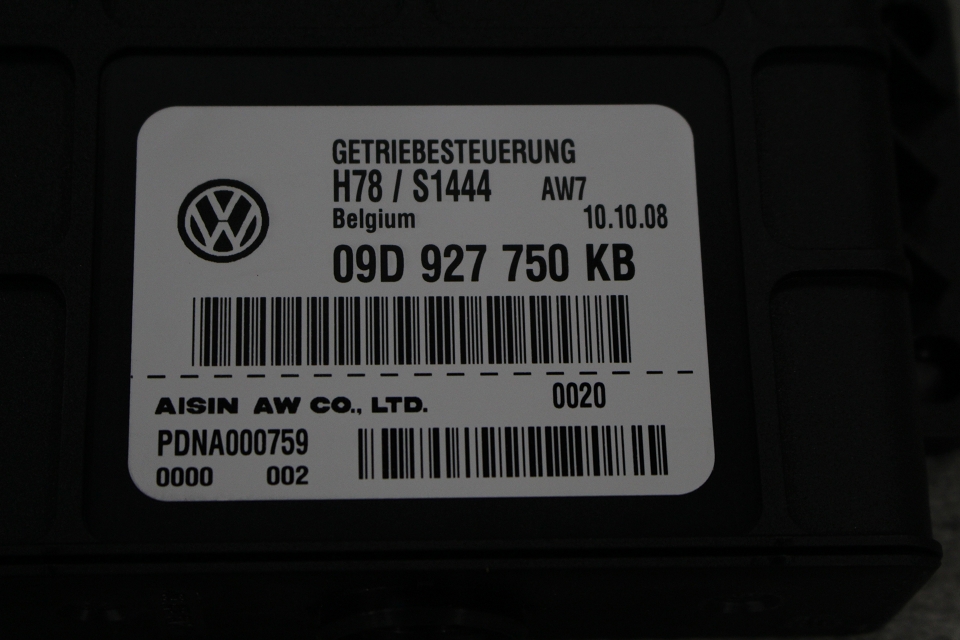 GETRIEBESTEUERUNG
H78 / S1444 AW7
Belgium 10.10.08
09D 927 750 KB
AISIN AW CO., LTD. 0020
PDNA000759
0000 002